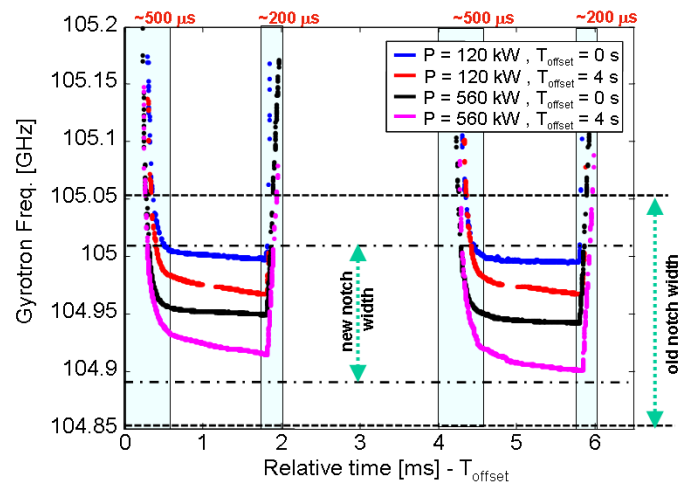 ~500 µs ~200 µs ~500 µs ~200 µs
105.2
105.15
105.1
105.05
105
104.95
104.9
104.85
Gyrotron Freq. [GHz]
P = 120 kW , Toffset = 0 s
P = 120 kW , Toffset = 4 s
P = 560 kW , Toffset = 0 s
P = 560 kW , Toffset = 4 s
new notch
width
old notch width
0 1 2 3 4 5 6
Relative time [ms] - Toffset